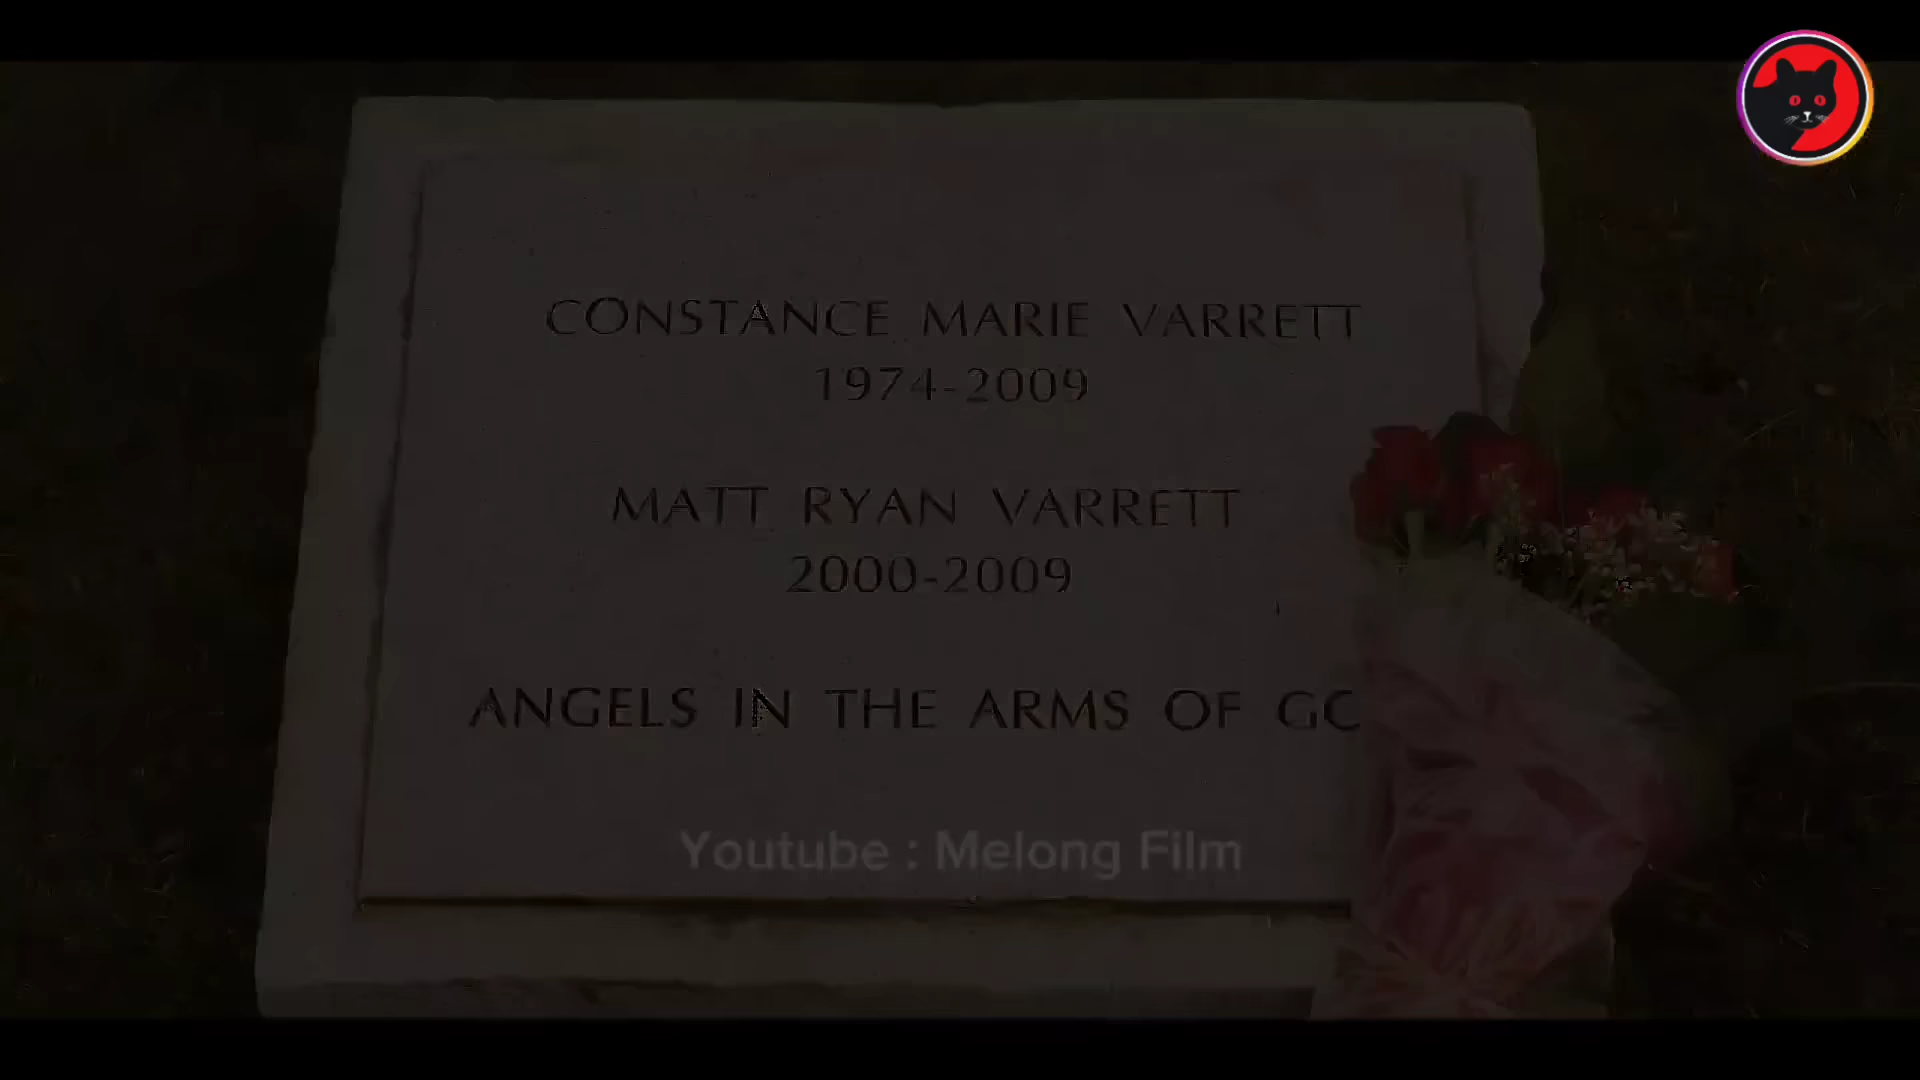 CONSTANCE MARIE VARRETT
1974-2009
MATT RYAN VARRETT
2000-2009
ANGELS IN THE ARMS OF
Youtube : Melong Film